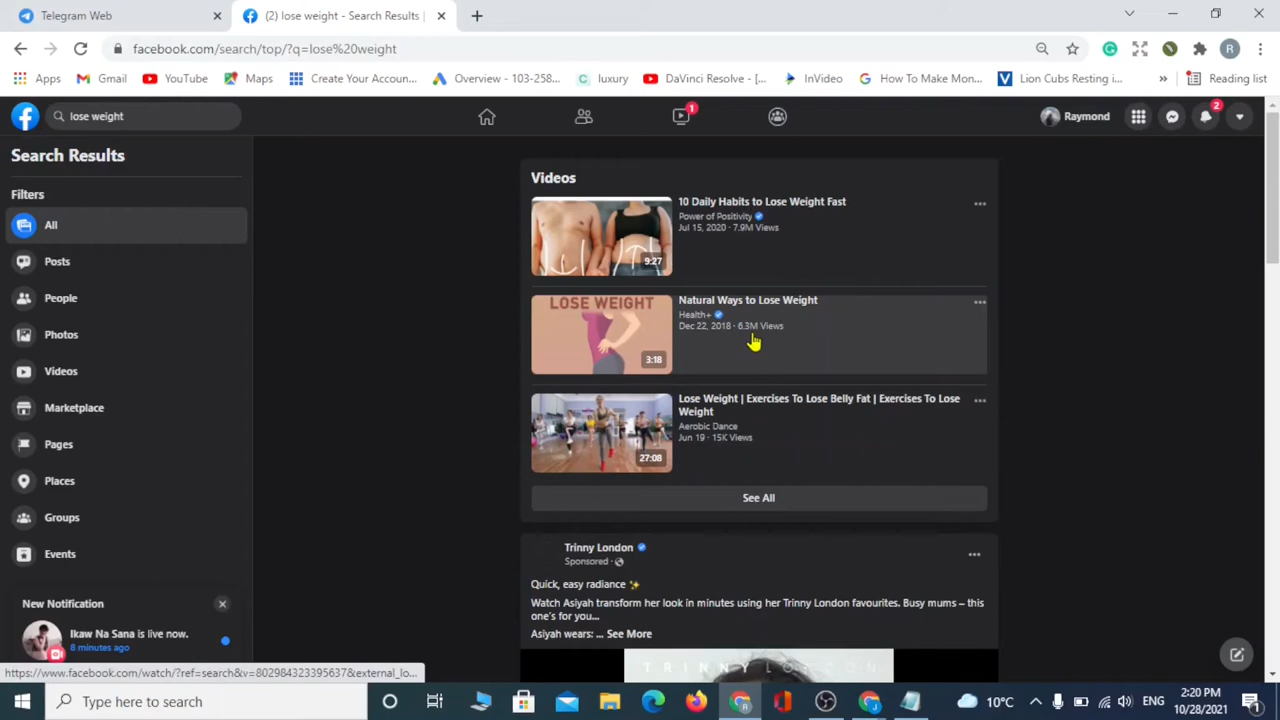 Telegram Web
(2) lose weight - Search Results |
facebook.com/search/top/?q=lose%20weight
Apps
Gmail
YouTube
Maps
Create Your Accoun...
Overview - 103-258...
luxury
DaVinci Resolve - [...
InVideo
How To Make Mon...
Lion Cubs Resting i...
Reading list
lose weight
1
Raymond
2
Search Results
Filters
All
Posts
People
Photos
Videos
Marketplace
Pages
Places
Groups
Events
New Notification
Ikaw Na Sana is live now.
8 minutes ago
Videos
10 Daily Habits to Lose Weight Fast
Power of Positivity
Jul 15, 2020 · 7.9M Views
9:27
LOSE WEIGHT
Natural Ways to Lose Weight
Health+
Dec 22, 2018 · 6.3M Views
3:18
Lose Weight | Exercises To Lose Belly Fat | Exercises To Lose
Weight
Aerobic Dance
Jun 19 · 15K Views
27:08
See All
Trinny London
Sponsored ·
Quick, easy radiance
Watch Asiyah transform her look in minutes using her Trinny London favourites. Busy mums – this
one's for you...
Asiyah wears: ... See More
TRINNY LONDON
https://www.facebook.com/watch/?ref=search&v=802984323395637&external_lo...
Type here to search
10°C
ENG
2:20 PM
10/28/2021
1